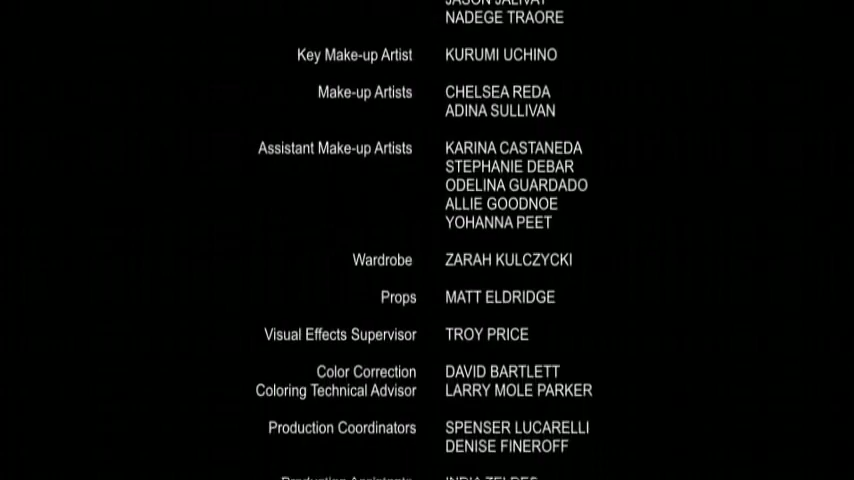 NADEGE TRAORE
Key Make-up Artist KURUMI UCHINO
Make-up Artists CHELSEA REDA
ADINA SULLIVAN
Assistant Make-up Artists KARINA CASTANEDA
STEPHANIE DEBAR
ODELINA GUARDADO
ALLIE GOODNOE
YOHANNA PEET
Wardrobe ZARAH KULCZYCKI
Props MATT ELDRIDGE
Visual Effects Supervisor TROY PRICE
Color Correction DAVID BARTLETT
Coloring Technical Advisor LARRY MOLE PARKER
Production Coordinators SPENSER LUCARELLI
DENISE FINEROFF